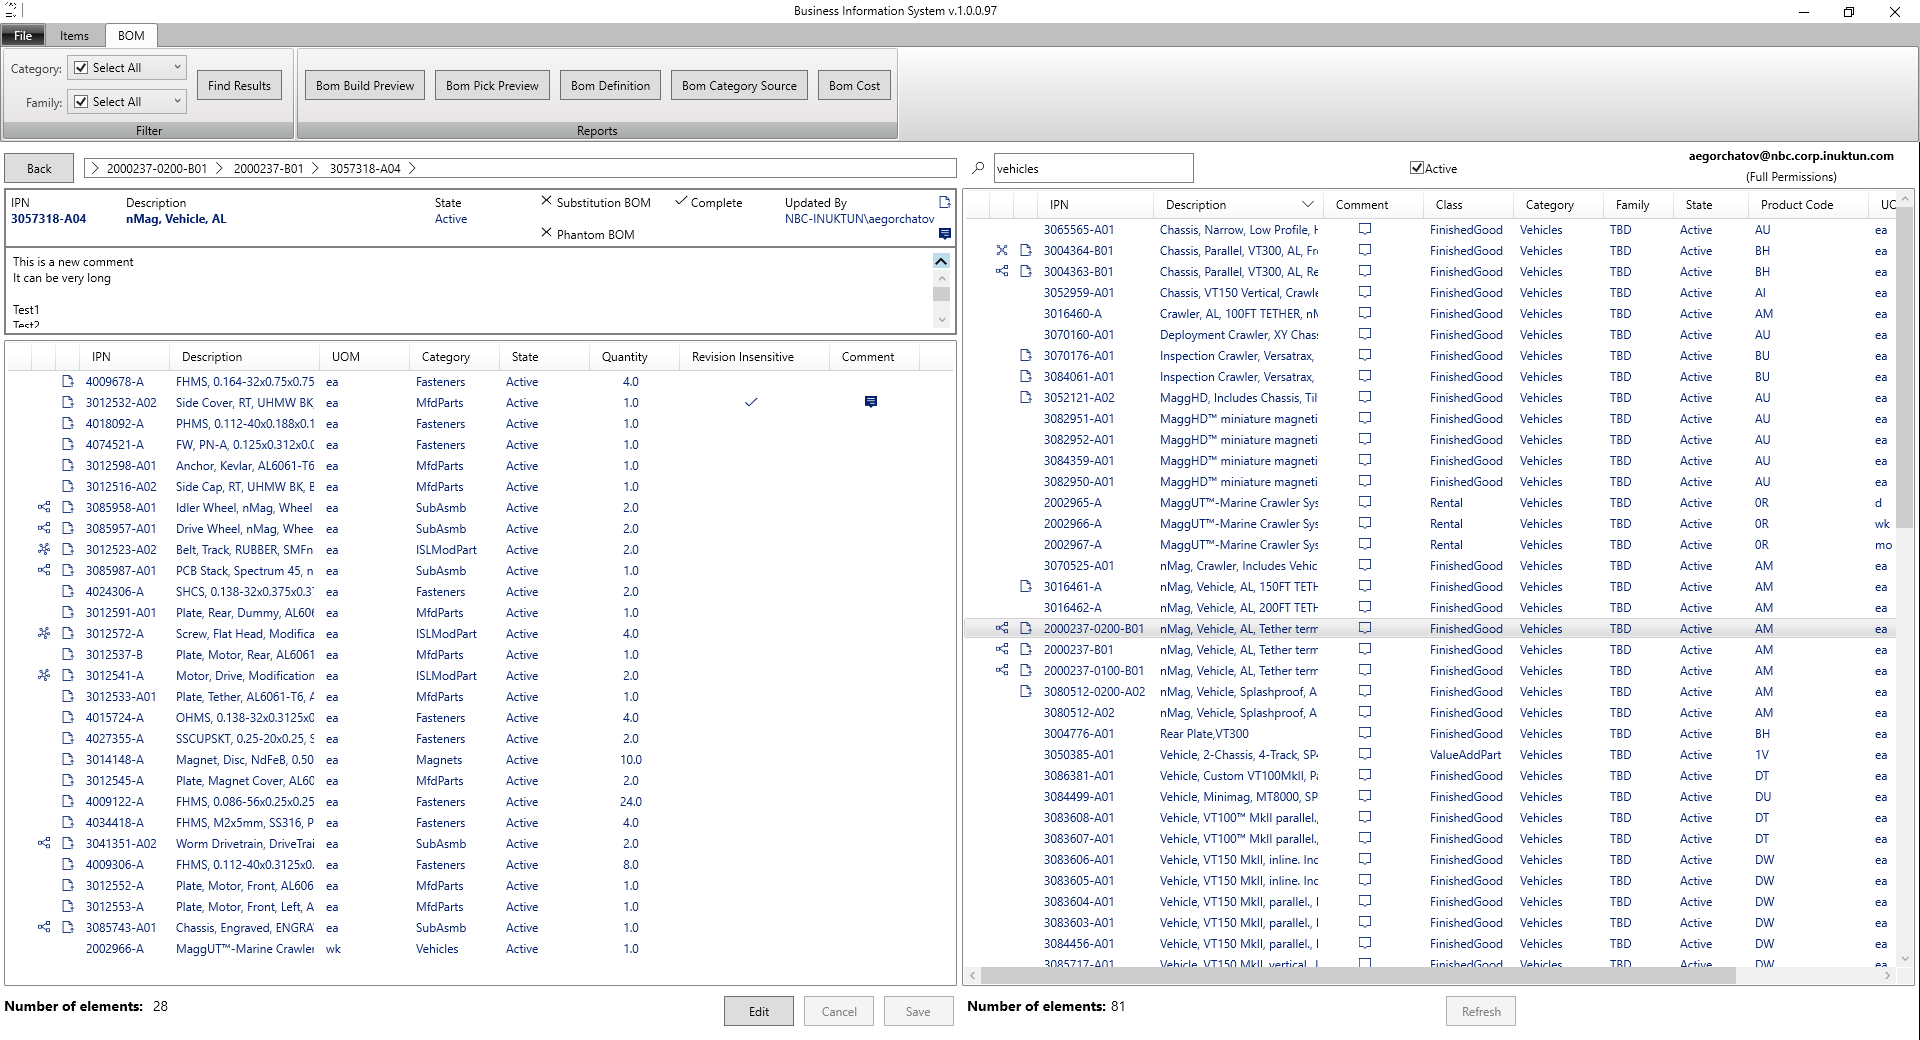 Business Information System v.1.0.0.97
File Items BOM
Category: Select All
Family: Select All
Find Results
Filter
Bom Build Preview Bom Pick Preview Bom Definition Bom Category Source Bom Cost
Reports
Back 2000237-0200-B01 2000237-B01 3057318-A04
IPN Description State Substitution BOM Complete Updated By
3057318-A04 nMag, Vehicle, AL Active NBC-INUKTUN\aegorchatov
Phantom BOM
This is a new comment
It can be very long
Test1
Test2
IPN Description UOM Category State Quantity Revision Insensitive Comment
4009678-A FHMS, 0.164-32x0.75x0.75 ea Fasteners Active 4.0
3012532-A02 Side Cover, RT, UHMW BK, ea MfdParts Active 1.0
4018092-A PHMS, 0.112-40x0.188x0.1 ea Fasteners Active 1.0
4074521-A FW, PN-A, 0.125x0.312x0.0 ea Fasteners Active 1.0
3012598-A01 Anchor, Kevlar, AL6061-T6 ea MfdParts Active 1.0
3012516-A02 Side Cap, RT, UHMW BK, B ea MfdParts Active 1.0
3085958-A01 Idler Wheel, nMag, Wheel ea SubAsmb Active 2.0
3085957-A01 Drive Wheel, nMag, Whee ea SubAsmb Active 2.0
3012523-A02 Belt, Track, RUBBER, SMFn ea ISLModPart Active 2.0
3085987-A01 PCB Stack, Spectrum 45, n ea SubAsmb Active 1.0
4024306-A SHCS, 0.138-32x0.375x0.3 ea Fasteners Active 2.0
3012591-A01 Plate, Rear, Dummy, AL606 ea MfdParts Active 1.0
3012572-A Screw, Flat Head, Modifica ea ISLModPart Active 4.0
3012537-B Plate, Motor, Rear, AL6061 ea MfdParts Active 1.0
3012541-A Motor, Drive, Modification ea ISLModPart Active 2.0
3012533-A01 Plate, Tether, AL6061-T6, A ea MfdParts Active 1.0
4015724-A OHMS, 0.138-32x0.3125x0 ea Fasteners Active 4.0
4027355-A SSCUPSKT, 0.25-20x0.25, S ea Fasteners Active 2.0
3014148-A Magnet, Disc, NdFeB, 0.50 ea Magnets Active 10.0
3012545-A Plate, Magnet Cover, AL60 ea MfdParts Active 2.0
4009122-A FHMS, 0.086-56x0.25x0.25 ea Fasteners Active 24.0
4034418-A FHMS, M2x5mm, SS316, P ea Fasteners Active 4.0
3041351-A02 Worm Drivetrain, DriveTrai ea SubAsmb Active 2.0
4009306-A FHMS, 0.112-40x0.3125x0. ea Fasteners Active 8.0
3012552-A Plate, Motor, Front, AL606 ea MfdParts Active 1.0
3012553-A Plate, Motor, Front, Left, A ea MfdParts Active 1.0
3085743-A01 Chassis, Engraved, ENGRA ea SubAsmb Active 1.0
2002966-A MaggUT™-Marine Crawler wk Vehicles Active 1.0
Number of elements: 28
Edit Cancel Save
vehicles
Active
aegorchatov@nbc.corp.inuktun.com
(Full Permissions)
IPN Description Comment Class Category Family State Product Code UO
3065565-A01 Chassis, Narrow, Low Profile, H FinishedGood Vehicles TBD Active AU ea
3004364-B01 Chassis, Parallel, VT300, AL, Fr FinishedGood Vehicles TBD Active BH ea
3004363-B01 Chassis, Parallel, VT300, AL, Re FinishedGood Vehicles TBD Active BH ea
3052959-A01 Chassis, VT150 Vertical, Crawle FinishedGood Vehicles TBD Active AI ea
3016460-A Crawler, AL, 100FT TETHER, nM FinishedGood Vehicles TBD Active AM ea
3070160-A01 Deployment Crawler, XY Chas: FinishedGood Vehicles TBD Active AU ea
3070176-A01 Inspection Crawler, Versatrax, FinishedGood Vehicles TBD Active BU ea
3084061-A01 Inspection Crawler, Versatrax, FinishedGood Vehicles TBD Active BU ea
3052121-A02 MaggHD, Includes Chassis, Til FinishedGood Vehicles TBD Active AU ea
3082951-A01 MaggHD™ miniature magneti FinishedGood Vehicles TBD Active AU ea
3082952-A01 MaggHD™ miniature magneti FinishedGood Vehicles TBD Active AU ea
3084359-A01 MaggHD™ miniature magneti FinishedGood Vehicles TBD Active AU ea
3082950-A01 MaggHD™ miniature magneti FinishedGood Vehicles TBD Active AU ea
2002965-A MaggUT™-Marine Crawler Sys Rental Vehicles TBD Active 0R d
2002966-A MaggUT™-Marine Crawler Sys Rental Vehicles TBD Active 0R wk
2002967-A MaggUT™-Marine Crawler Sys Rental Vehicles TBD Active 0R mo
3070525-A01 nMag, Crawler, Includes Vehic FinishedGood Vehicles TBD Active AM ea
3016461-A nMag, Vehicle, AL, 150FT TETH FinishedGood Vehicles TBD Active AM ea
3016462-A nMag, Vehicle, AL, 200FT TETH FinishedGood Vehicles TBD Active AM ea
2000237-0200-B01 nMag, Vehicle, AL, Tether term FinishedGood Vehicles TBD Active AM ea
2000237-B01 nMag, Vehicle, AL, Tether term FinishedGood Vehicles TBD Active AM ea
2000237-0100-B01 nMag, Vehicle, AL, Tether term FinishedGood Vehicles TBD Active AM ea
3080512-0200-A02 nMag, Vehicle, Splashproof, A FinishedGood Vehicles TBD Active AM ea
3080512-A02 nMag, Vehicle, Splashproof, A FinishedGood Vehicles TBD Active AM ea
3004776-A01 Rear Plate,VT300 FinishedGood Vehicles TBD Active BH ea
3050385-A01 Vehicle, 2-Chassis, 4-Track, SP4 ValueAddPart Vehicles TBD Active 1V ea
3086381-A01 Vehicle, Custom VT100MkII, Pa FinishedGood Vehicles TBD Active DT ea
3084499-A01 Vehicle, Minimag, MT8000, SP FinishedGood Vehicles TBD Active DU ea
3083608-A01 Vehicle, VT100™ MkII parallel., FinishedGood Vehicles TBD Active DT ea
3083607-A01 Vehicle, VT100™ MkII parallel., FinishedGood Vehicles TBD Active DT ea
3083606-A01 Vehicle, VT150 MkII, inline. Inc FinishedGood Vehicles TBD Active DW ea
3083605-A01 Vehicle, VT150 MkII, inline. Inc FinishedGood Vehicles TBD Active DW ea
3083604-A01 Vehicle, VT150 MkII, parallel., I FinishedGood Vehicles TBD Active DW ea
3083603-A01 Vehicle, VT150 MkII, parallel., I FinishedGood Vehicles TBD Active DW ea
3084456-A01 Vehicle, VT150 MkII, parallel., I FinishedGood Vehicles TBD Active DW ea
3085717-A01 Vehicle, VT150 MkII, vertical., I FinishedGood Vehicles TBD Active DW ea
Number of elements: 81
Refresh